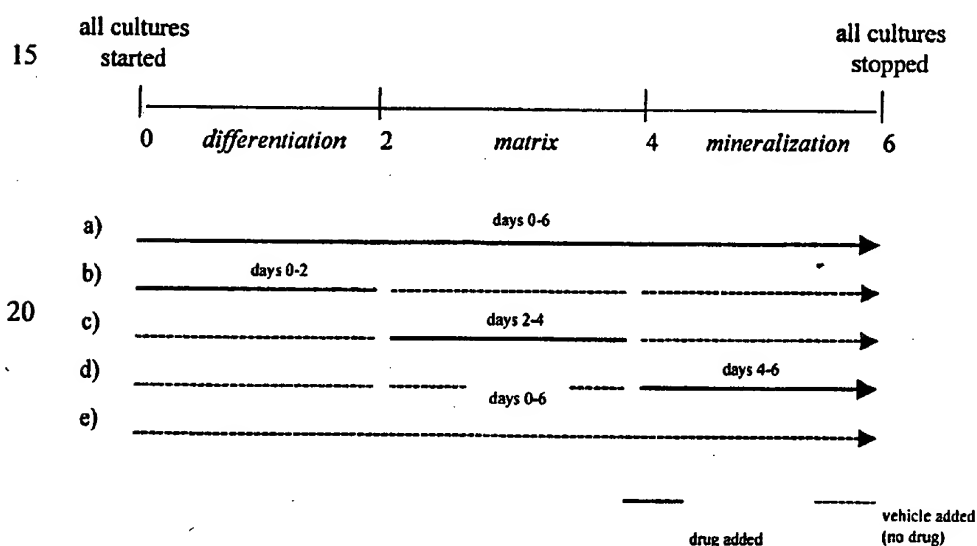 all cultures
started
all cultures
stopped
15
0 differentiation 2 matrix 4 mineralization 6
a) days 0-6
b) days 0-2
20
c) days 2-4
d) days 4-6
days 0-6
e)
drug added
vehicle added
(no drug)